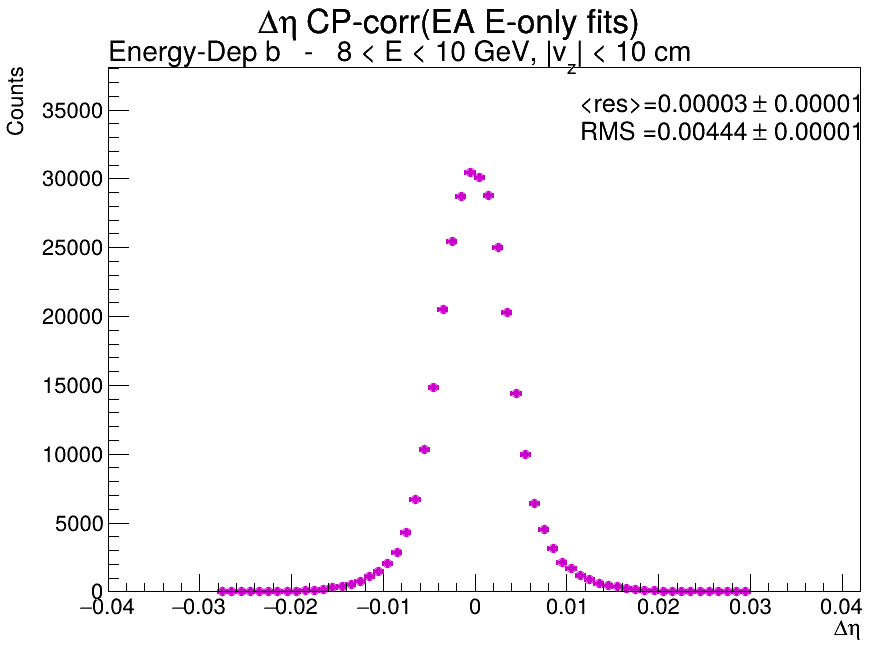 Δη CP-corr(EA E-only fits)
Energy-Dep b - 8 < E < 10 GeV, |v_z| < 10 cm
Counts
<res>=0.00003 ± 0.00001
RMS =0.00444 ± 0.00001
35000
30000
25000
20000
15000
10000
5000
0
−0.04 −0.03 −0.02 −0.01 0 0.01 0.02 0.03 0.04
Δη